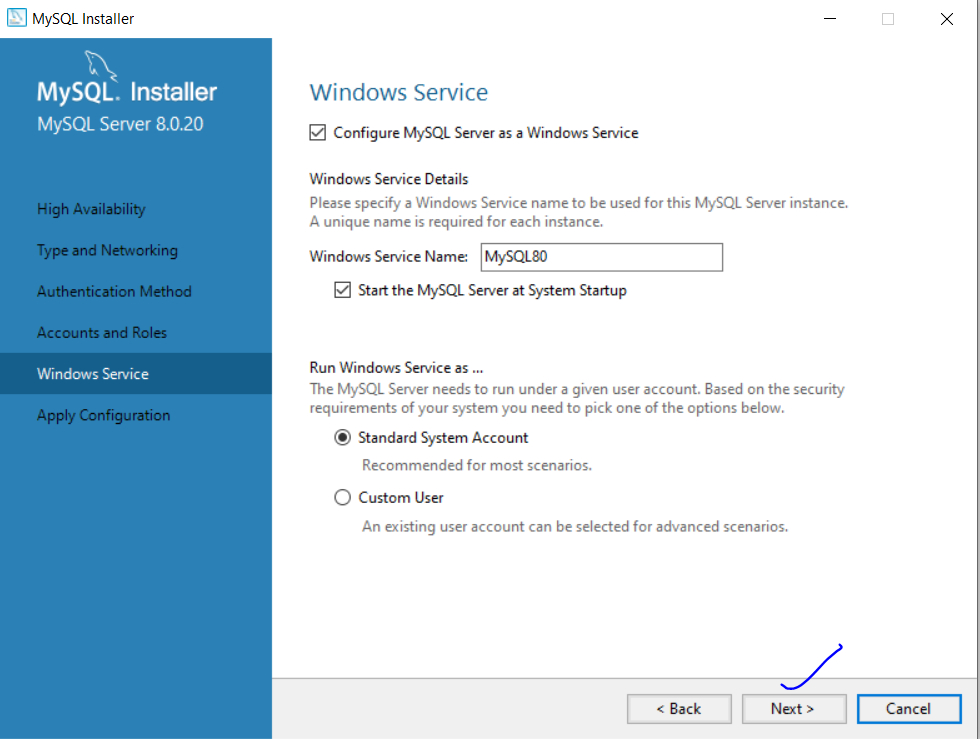 MySQL Installer
MySQL. Installer
MySQL Server 8.0.20
High Availability
Type and Networking
Authentication Method
Accounts and Roles
Windows Service
Apply Configuration
Windows Service
Configure MySQL Server as a Windows Service
Windows Service Details
Please specify a Windows Service name to be used for this MySQL Server instance.
A unique name is required for each instance.
Windows Service Name: MySQL80
Start the MySQL Server at System Startup
Run Windows Service as ...
The MySQL Server needs to run under a given user account. Based on the security
requirements of your system you need to pick one of the options below.
Standard System Account
Recommended for most scenarios.
Custom User
An existing user account can be selected for advanced scenarios.
< Back Next > Cancel